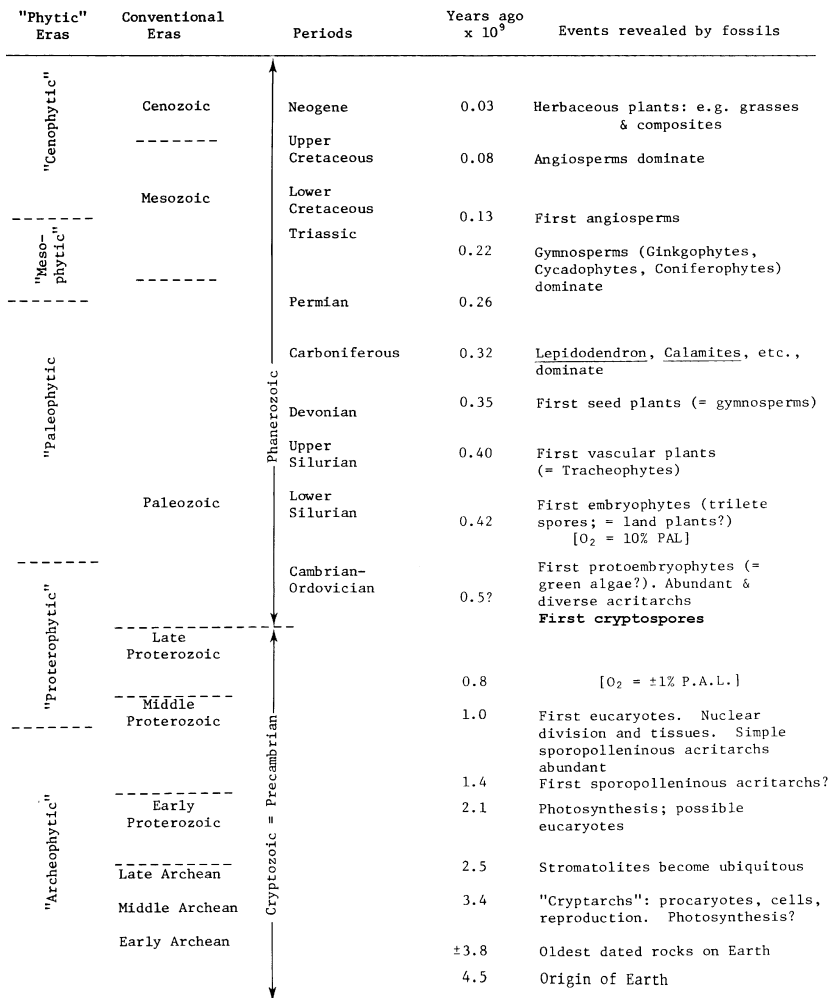 "Phytic" Eras
Conventional Eras
Periods
Years ago x 10⁹
Events revealed by fossils
"Cenophytic"
Cenozoic
Neogene
0.03
Herbaceous plants: e.g. grasses
& composites
Upper
Cretaceous
0.08
Angiosperms dominate
Mesozoic
Lower
Cretaceous
0.13
First angiosperms
"Meso-
phytic"
Triassic
0.22
Gymnosperms (Ginkgophytes,
Cycadophytes, Coniferophytes)
dominate
Permian
0.26
"Paleophytic
Phanerozoic
Carboniferous
0.32
Lepidodendron, Calamites, etc.,
dominate
Devonian
0.35
First seed plants (= gymnosperms)
Upper
Silurian
0.40
First vascular plants
(= Tracheophytes)
Paleozoic
Lower
Silurian
0.42
First embryophytes (trilete
spores; = land plants?)
[O₂ = 10% PAL]
"Proterophytic"
Cambrian-
Ordovician
0.5?
First protoembryophytes (=
green algae?). Abundant &
diverse acritarchs
First cryptospores
Late
Proterozoic
0.8
[O₂ = ±1% P.A.L.]
Middle
Proterozoic
1.0
First eucaryotes. Nuclear
division and tissues. Simple
sporopolleninous acritarchs
abundant
1.4
First sporopolleninous acritarchs?
"Archeophytic"
Cryptozoic = Precambrian
Early
Proterozoic
2.1
Photosynthesis; possible
eucaryotes
2.5
Stromatolites become ubiquitous
Late Archean
Middle Archean
3.4
"Cryptarchs": procaryotes, cells,
reproduction. Photosynthesis?
Early Archean
±3.8
Oldest dated rocks on Earth
4.5
Origin of Earth